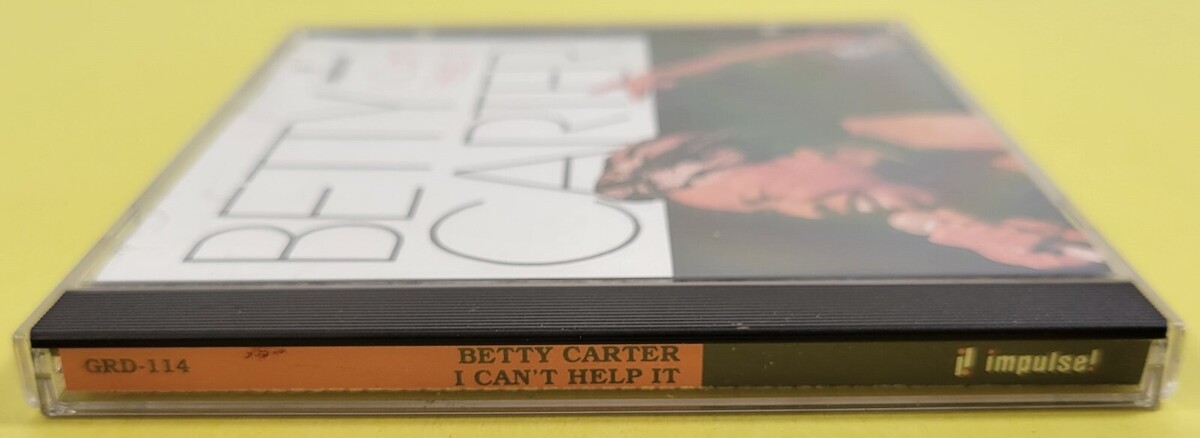 BETTY
CARTER
GRD-114
BETTY CARTER
I CAN'T HELP IT
impulse!